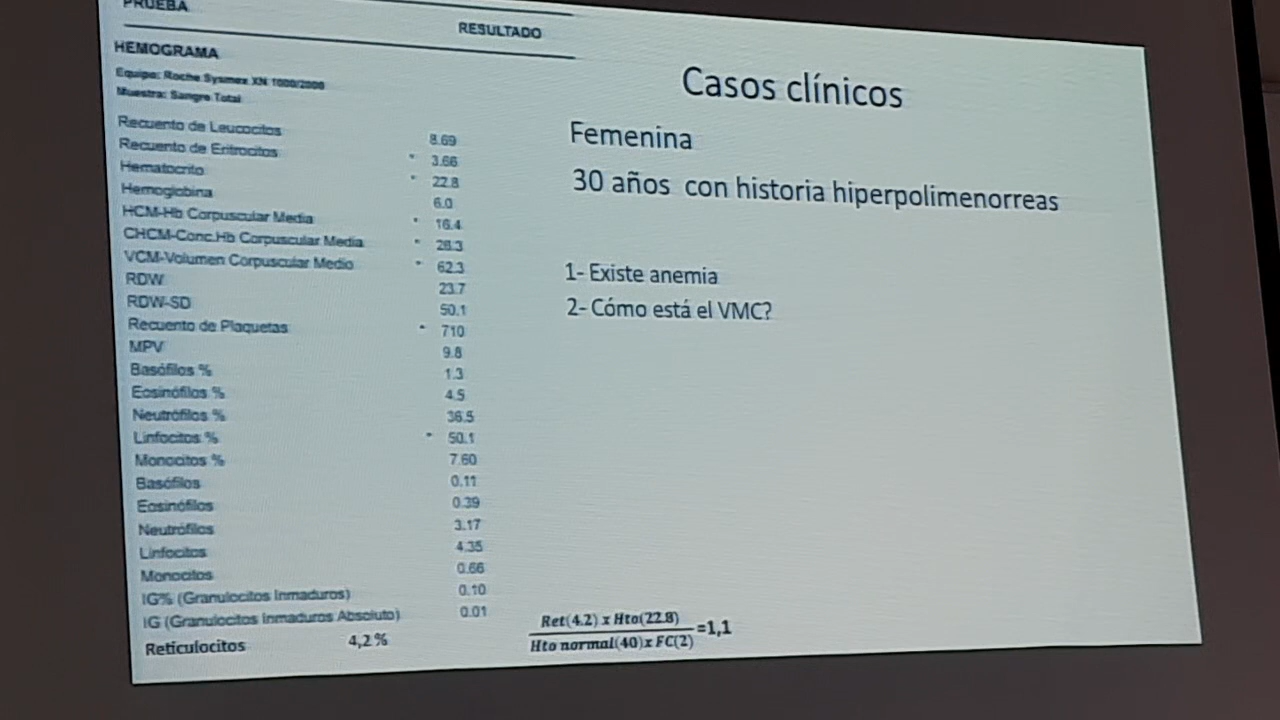 PRUEBA
RESULTADO
HEMOGRAMA
Equipo: Roche Sysmex XN 1000/2000
Muestra: Sangre Total
Recuento de Leucocitos 8.69
Recuento de Eritrocitos * 3.66
Hematocrito * 22.8
Hemoglobina 6.0
HCM-Hb Corpuscular Media * 16.4
CHCM-Conc.Hb Corpuscular Media * 26.3
VCM-Volumen Corpuscular Medio * 62.3
RDW 23.7
RDW-SD 50.1
Recuento de Plaquetas * 710
MPV 9.8
Basófilos % 1.3
Eosinófilos % 4.5
Neutrófilos % 36.5
Linfocitos % * 50.1
Monocitos % 7.60
Basófilos 0.11
Eosinófilos 0.39
Neutrófilos 3.17
Linfocitos 4.35
Monocitos 0.66
IG% (Granulocitos Inmaduros) 0.10
IG (Granulocitos Inmaduros Absoluto) 0.01
Reticulocitos 4,2 %
Casos clínicos
Femenina
30 años con historia hiperpolimenorreas
1- Existe anemia
2- Cómo está el VMC?
Ret(4.2) x Hto(22.8)
Hto normal(40)x FC(2)
=1,1